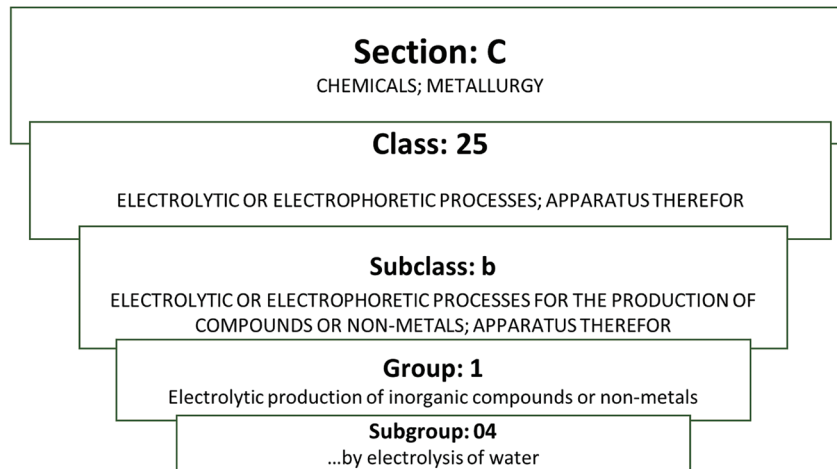 Section: C
CHEMICALS; METALLURGY
Class: 25
ELECTROLYTIC OR ELECTROPHORETIC PROCESSES; APPARATUS THEREFOR
Subclass: b
ELECTROLYTIC OR ELECTROPHORETIC PROCESSES FOR THE PRODUCTION OF
COMPOUNDS OR NON-METALS; APPARATUS THEREFOR
Group: 1
Electrolytic production of inorganic compounds or non-metals
Subgroup: 04
...by electrolysis of water